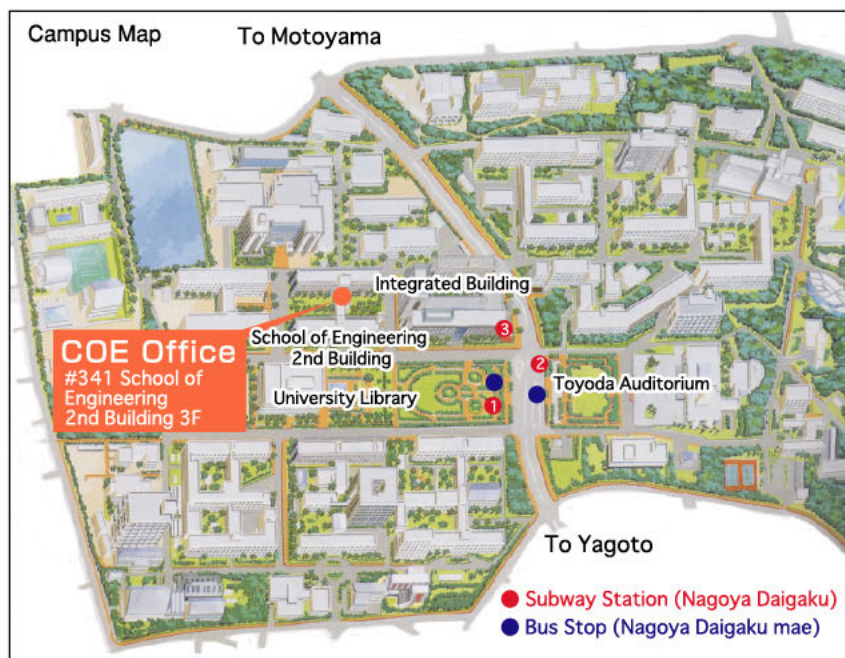 Campus Map
To Motoyama
Integrated Building
3
School of Engineering
2nd Building
COE Office
#341 School of
Engineering
2nd Building 3F
2
Toyoda Auditorium
University Library
1
To Yagoto
Subway Station (Nagoya Daigaku)
Bus Stop (Nagoya Daigaku mae)